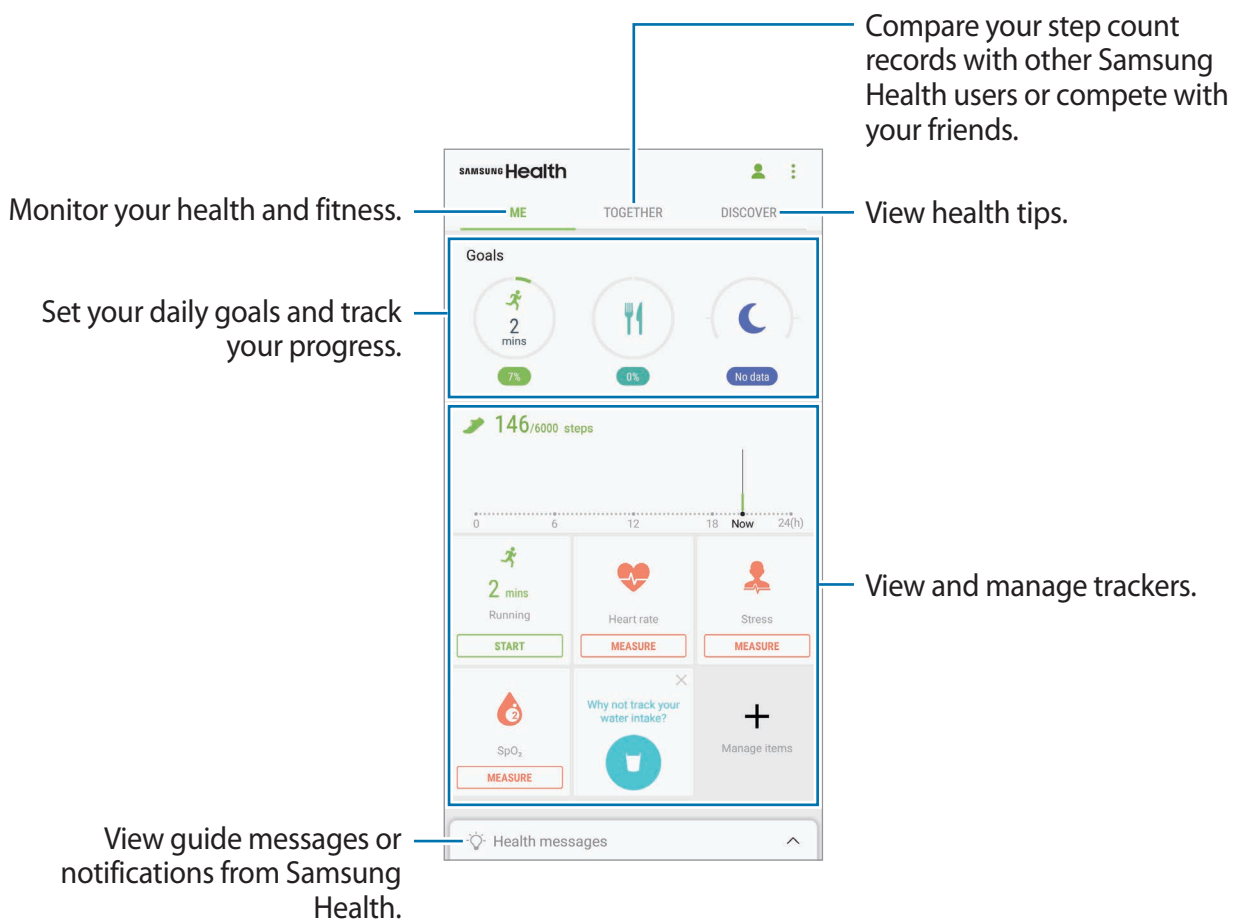 Compare your step count
records with other Samsung
Health users or compete with
your friends.
SAMSUNG Health
Monitor your health and fitness.
ME
TOGETHER
DISCOVER
View health tips.
Goals
Set your daily goals and track
your progress.
2
mins
7%
0%
No data
146/6000 steps
0 6 12 18 Now 24(h)
2 mins
Running
START
Heart rate
MEASURE
Stress
MEASURE
View and manage trackers.
2
SpO₂
MEASURE
Why not track your
water intake?
Manage items
View guide messages or
notifications from Samsung
Health.
Health messages